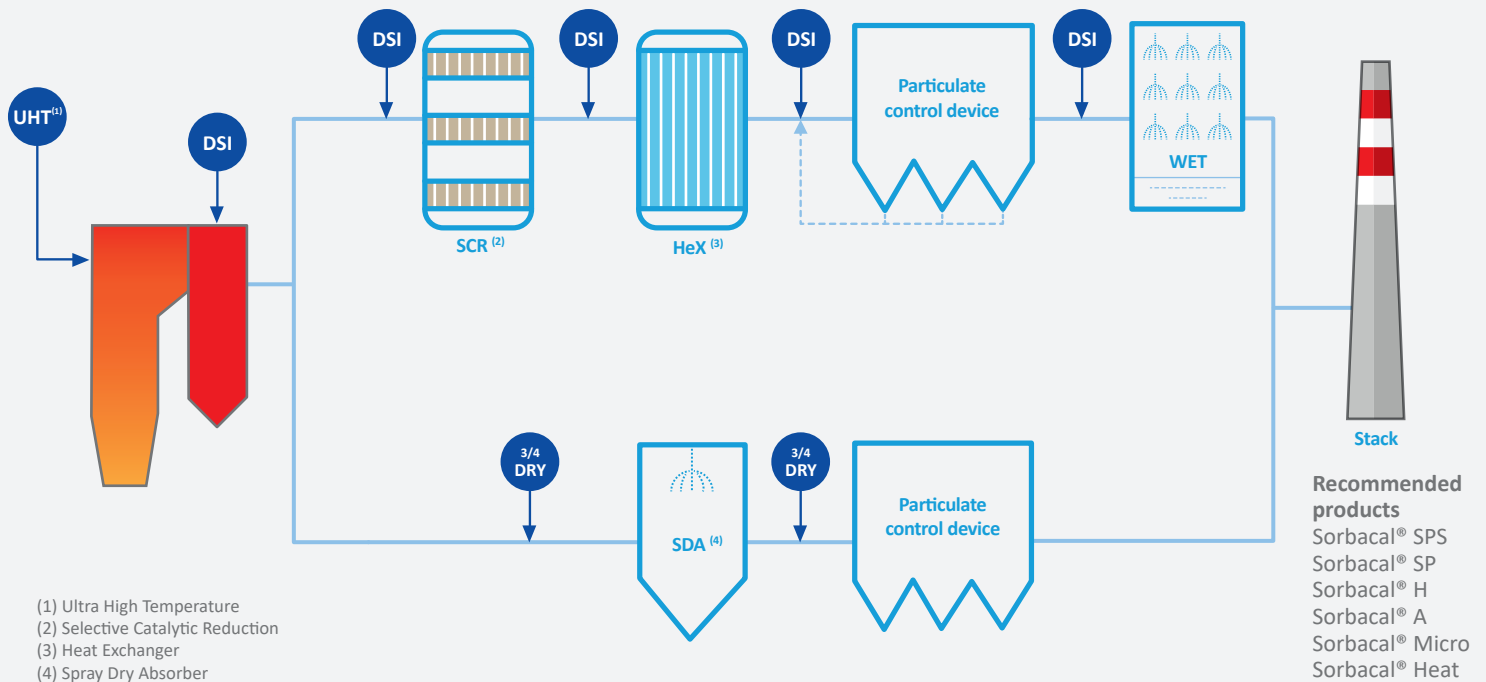 DSI
DSI
DSI
DSI
UHT(1)
DSI
Particulate
control device
WET
SCR (2)
HeX (3)
3/4
DRY
3/4
DRY
SDA (4)
Particulate
control device
Stack
Recommended
products
Sorbacal® SPS
Sorbacal® SP
Sorbacal® H
Sorbacal® A
Sorbacal® Micro
Sorbacal® Heat
(1) Ultra High Temperature
(2) Selective Catalytic Reduction
(3) Heat Exchanger
(4) Spray Dry Absorber